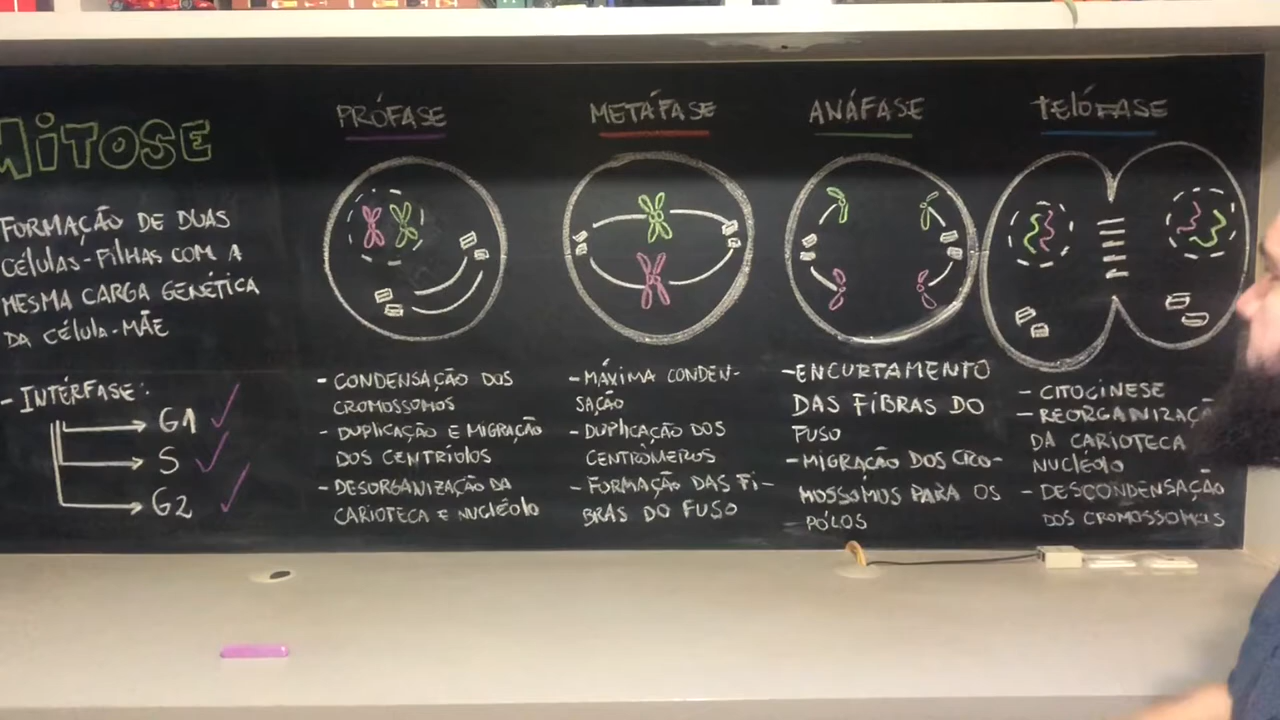 MITOSE
FORMAÇÃO DE DUAS
CÉLULAS-FILHAS COM A
MESMA CARGA GENÉTICA
DA CÉLULA-MÃE
- INTÉRFASE:
G1 ✓
S ✓
G2 ✓
PRÓFASE
- CONDENSAÇÃO DOS
CROMOSSOMOS
- DUPLICAÇÃO E MIGRAÇÃO
DOS CENTRÍOLOS
- DESORGANIZAÇÃO DA
CARIOTECA E NUCLÉOLO
METÁFASE
- MÁXIMA CONDEN-
SAÇÃO
- DUPLICAÇÃO DOS
CENTRÔMEROS
- FORMAÇÃO DAS FI-
BRAS DO FUSO
ANÁFASE
- ENCURTAMENTO
DAS FIBRAS DO
FUSO
- MIGRAÇÃO DOS CRO-
MOSSOMOS PARA OS
PÓLOS
TELÓFASE
- CITOCINESE
- REORGANIZAÇ
DA CARIOTECA
NUCLÉOLO
- DESCONDENSAÇÃO
DOS CROMOSSOMOS